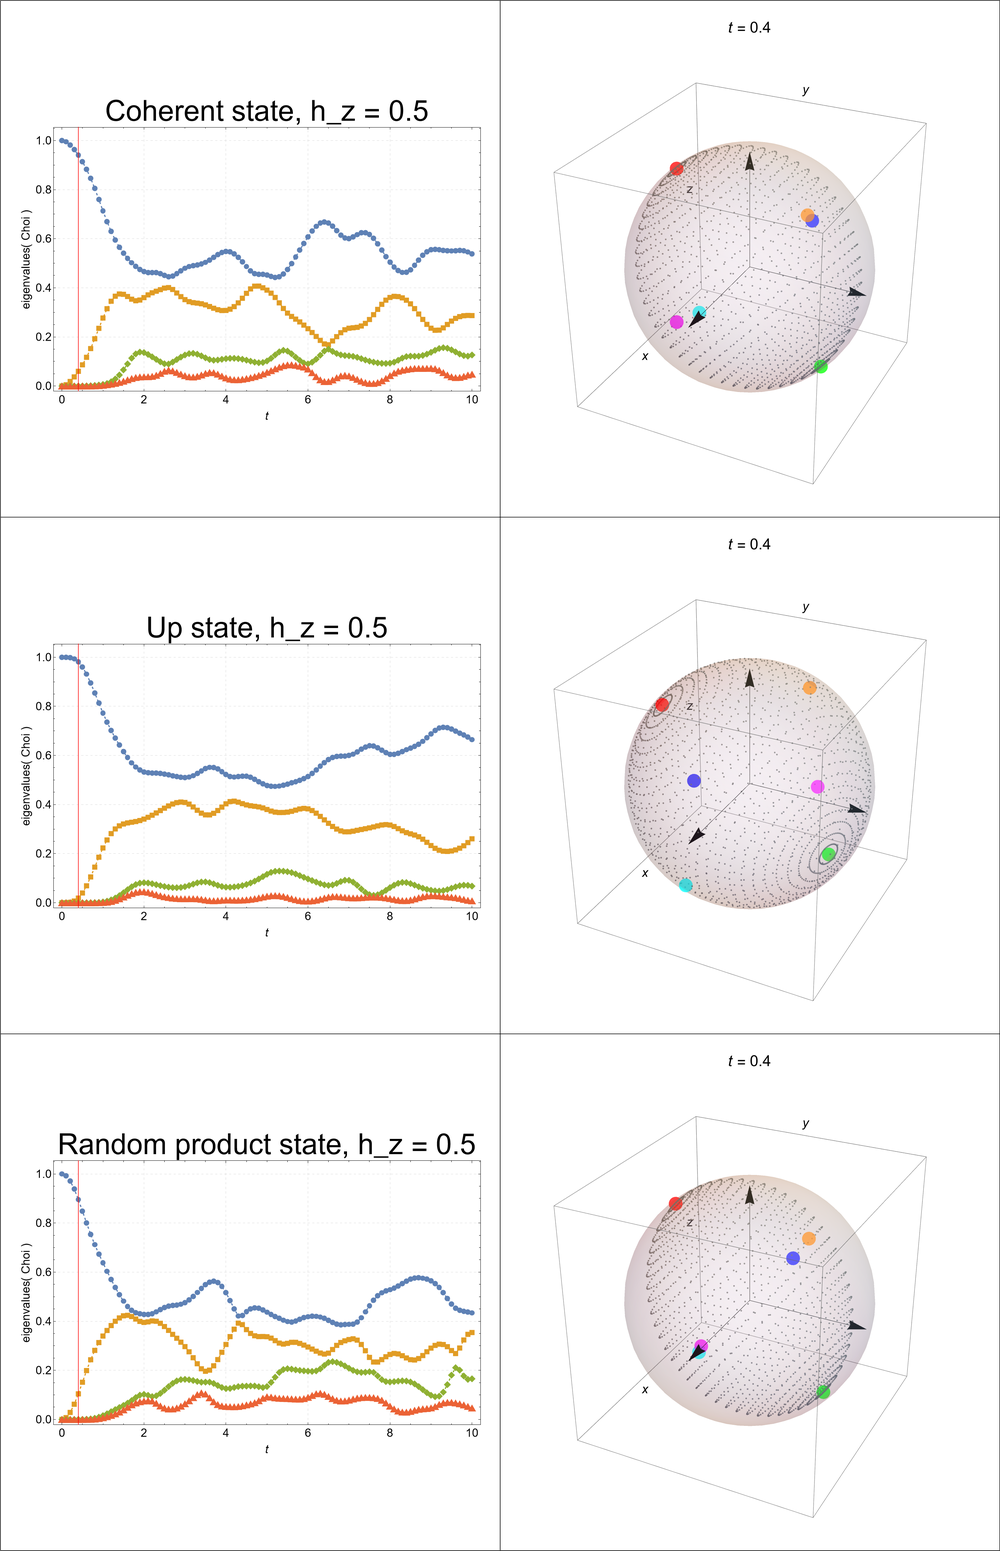 t = 0.4
y
Coherent state, h_z = 0.5
1.0
0.8
0.6
0.4
0.2
0.0
eigenvalues( Choi )
0 2 4 6 8 10
t
z
x
t = 0.4
y
Up state, h_z = 0.5
1.0
0.8
0.6
0.4
0.2
0.0
eigenvalues( Choi )
0 2 4 6 8 10
t
z
x
t = 0.4
y
Random product state, h_z = 0.5
1.0
0.8
0.6
0.4
0.2
0.0
eigenvalues( Choi )
0 2 4 6 8 10
t
z
x